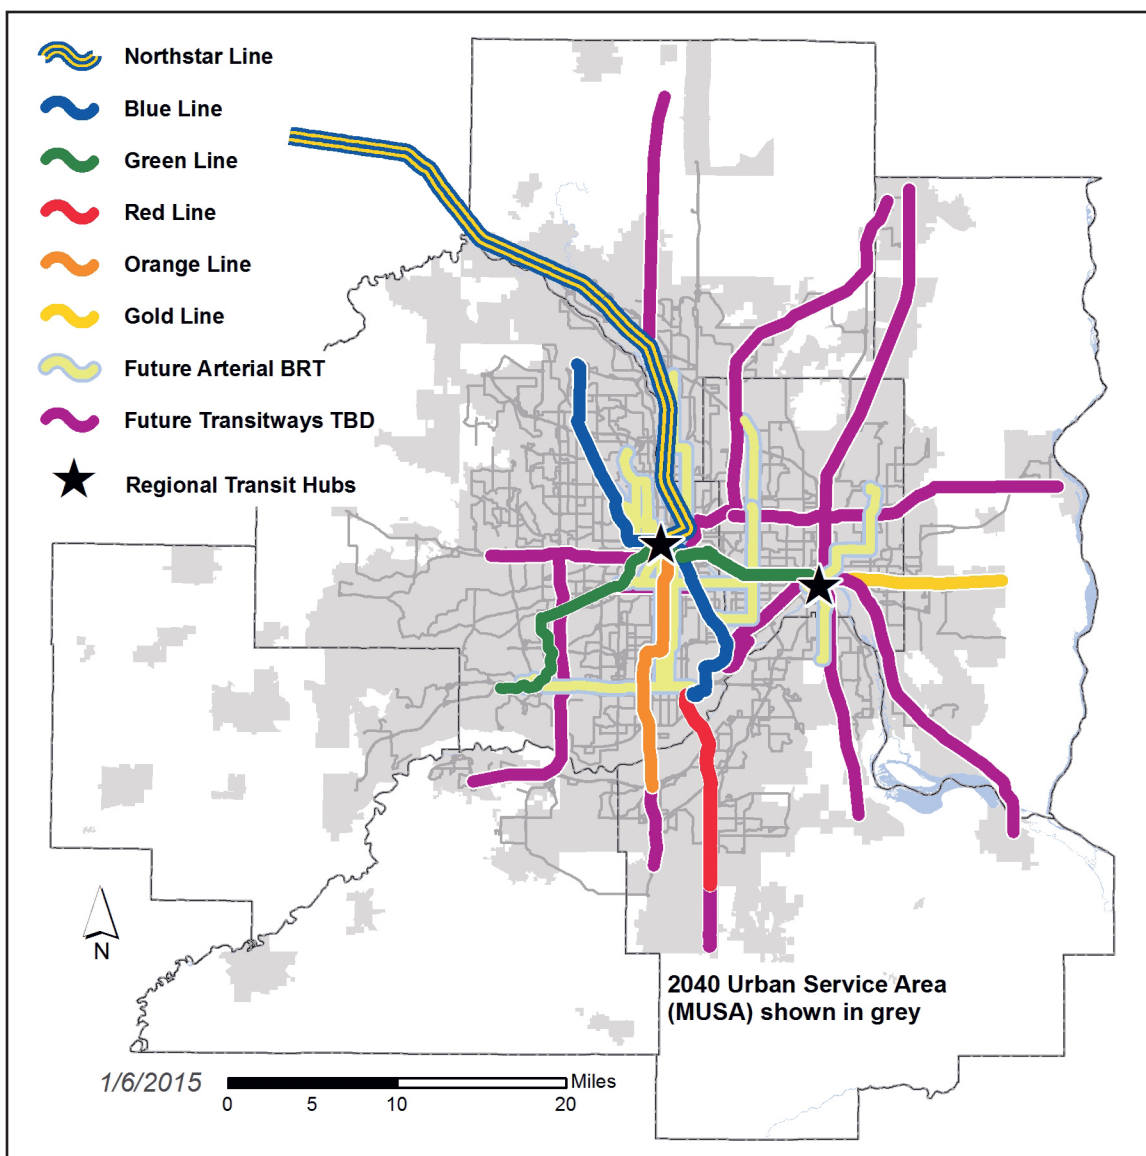 Northstar Line
Blue Line
Green Line
Red Line
Orange Line
Gold Line
Future Arterial BRT
Future Transitways TBD
Regional Transit Hubs
N
2040 Urban Service Area
(MUSA) shown in grey
1/6/2015
Miles
0 5 10 20